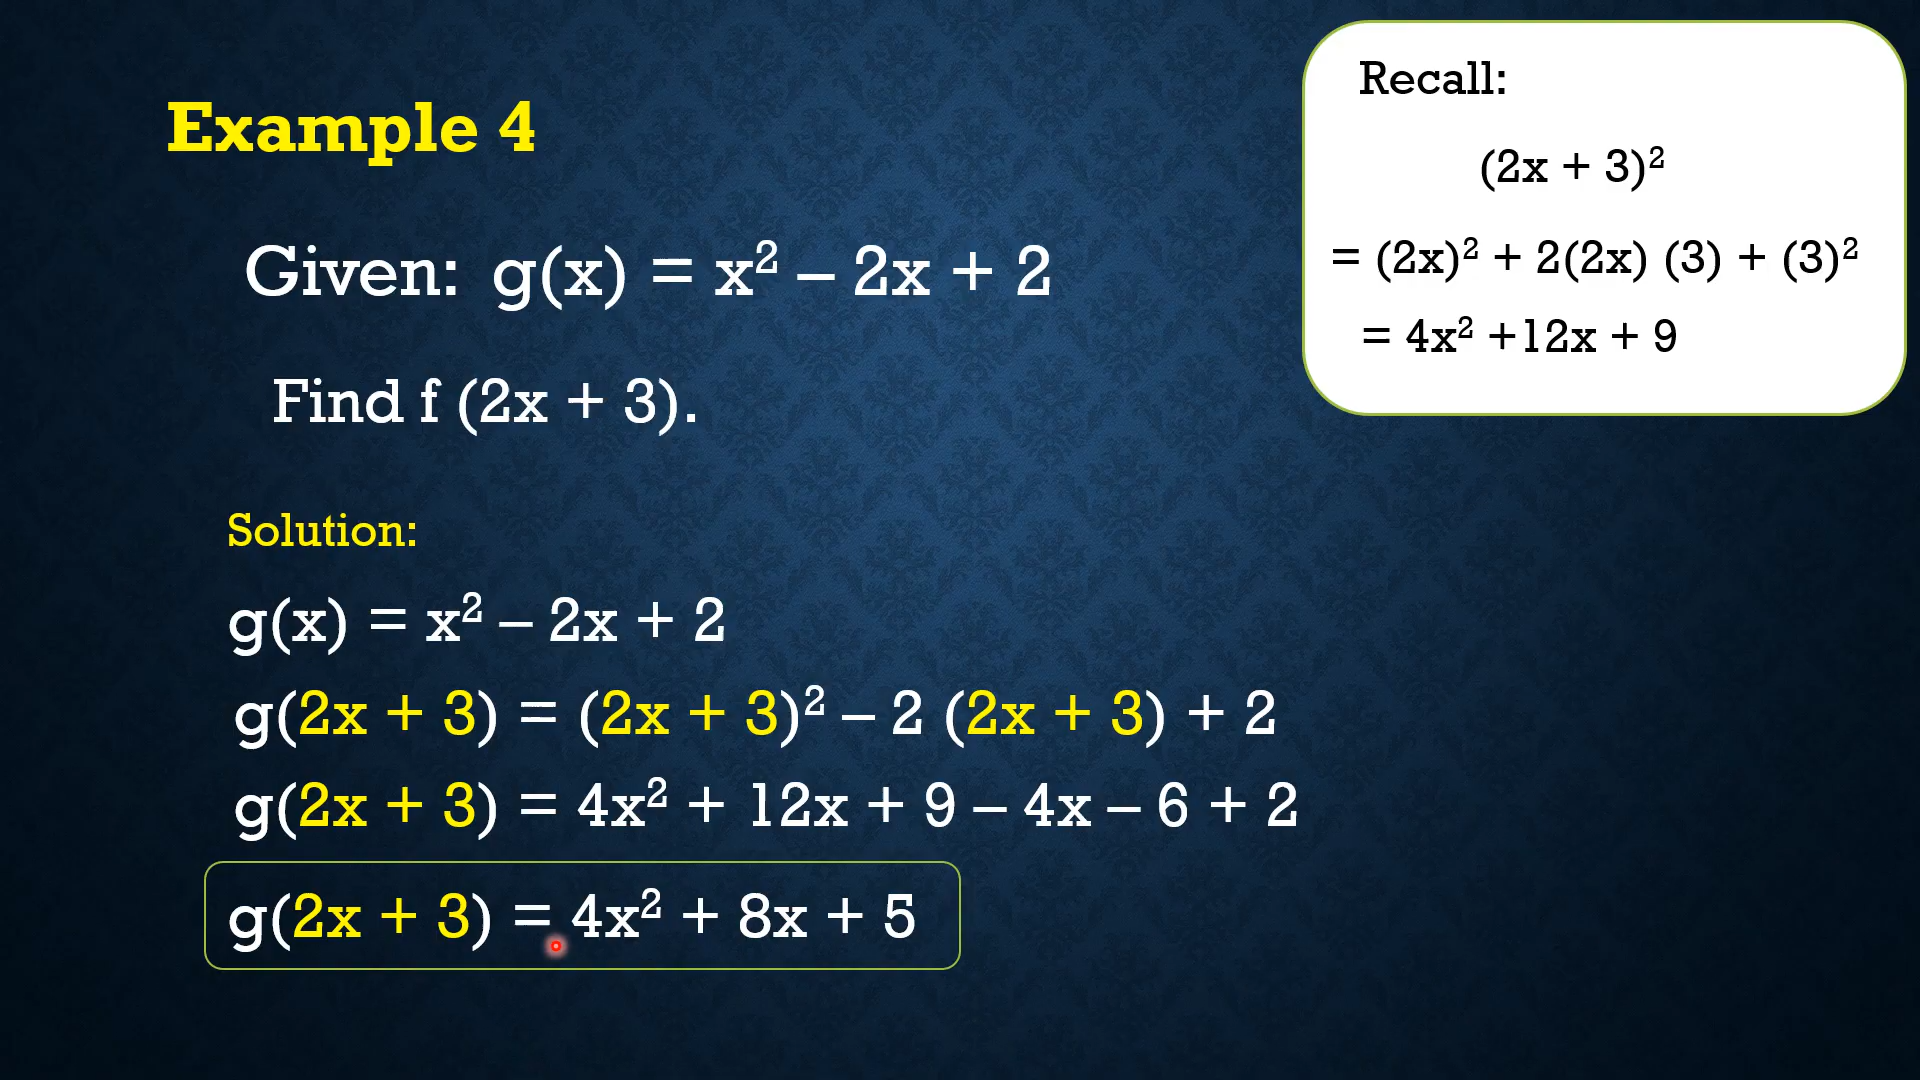 Example 4
Given: g(x) = x² – 2x + 2
Find f (2x + 3).
Solution:
g(x) = x² – 2x + 2
g(2x + 3) = (2x + 3)² – 2 (2x + 3) + 2
g(2x + 3) = 4x² + 12x + 9 – 4x – 6 + 2
g(2x + 3) = 4x² + 8x + 5
Recall:
(2x + 3)²
= (2x)² + 2(2x) (3) + (3)²
= 4x² +12x + 9